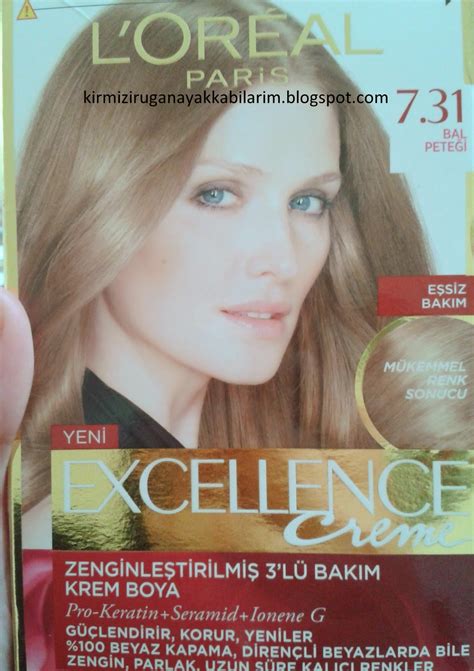 L'ORÉAL
PARİS
kirmiziruganayakkabilarim.blogspot.com
7.31
BAL
PETEĞİ
EŞSİZ
BAKIM
MÜKEMMEL
RENK
SONUCU
YENİ
EXCELLENCE
Creme
ZENGİNLEŞTİRİLMİŞ 3'LÜ BAKIM
KREM BOYA
Pro-Keratin+Seramid+Ionene G
GÜÇLENDİRİR, KORUR, YENİLER
%100 BEYAZ KAPAMA, DİRENÇLİ BEYAZLARDA BİLE
ZENGİN, PARLAK, UZUN SÜRE KALICI RENKLER